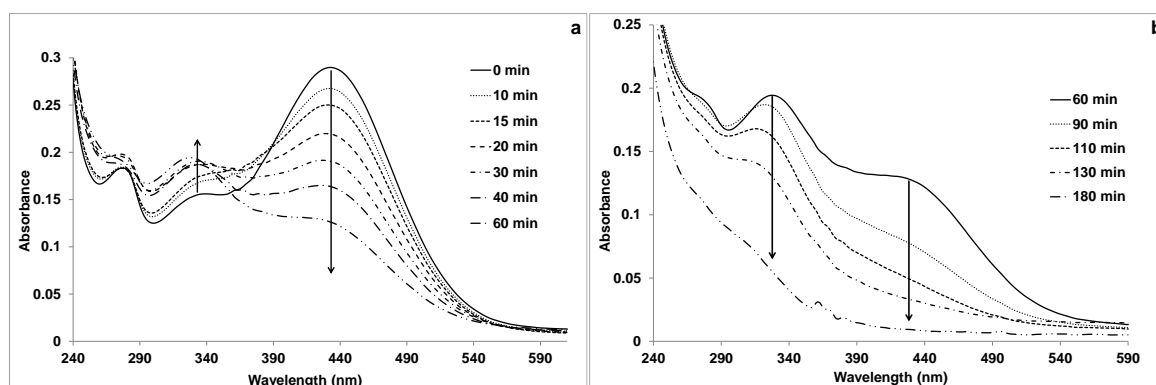 a
0.3
0.25
0.2
0.15
0.1
0.05
0
Absorbance
240 290 340 390 440 490 540 590
Wavelength (nm)
0 min
10 min
15 min
20 min
30 min
40 min
60 min
b
0.25
0.2
0.15
0.1
0.05
0
Absorbance
240 290 340 390 440 490 540 590
Wavelength (nm)
60 min
90 min
110 min
130 min
180 min